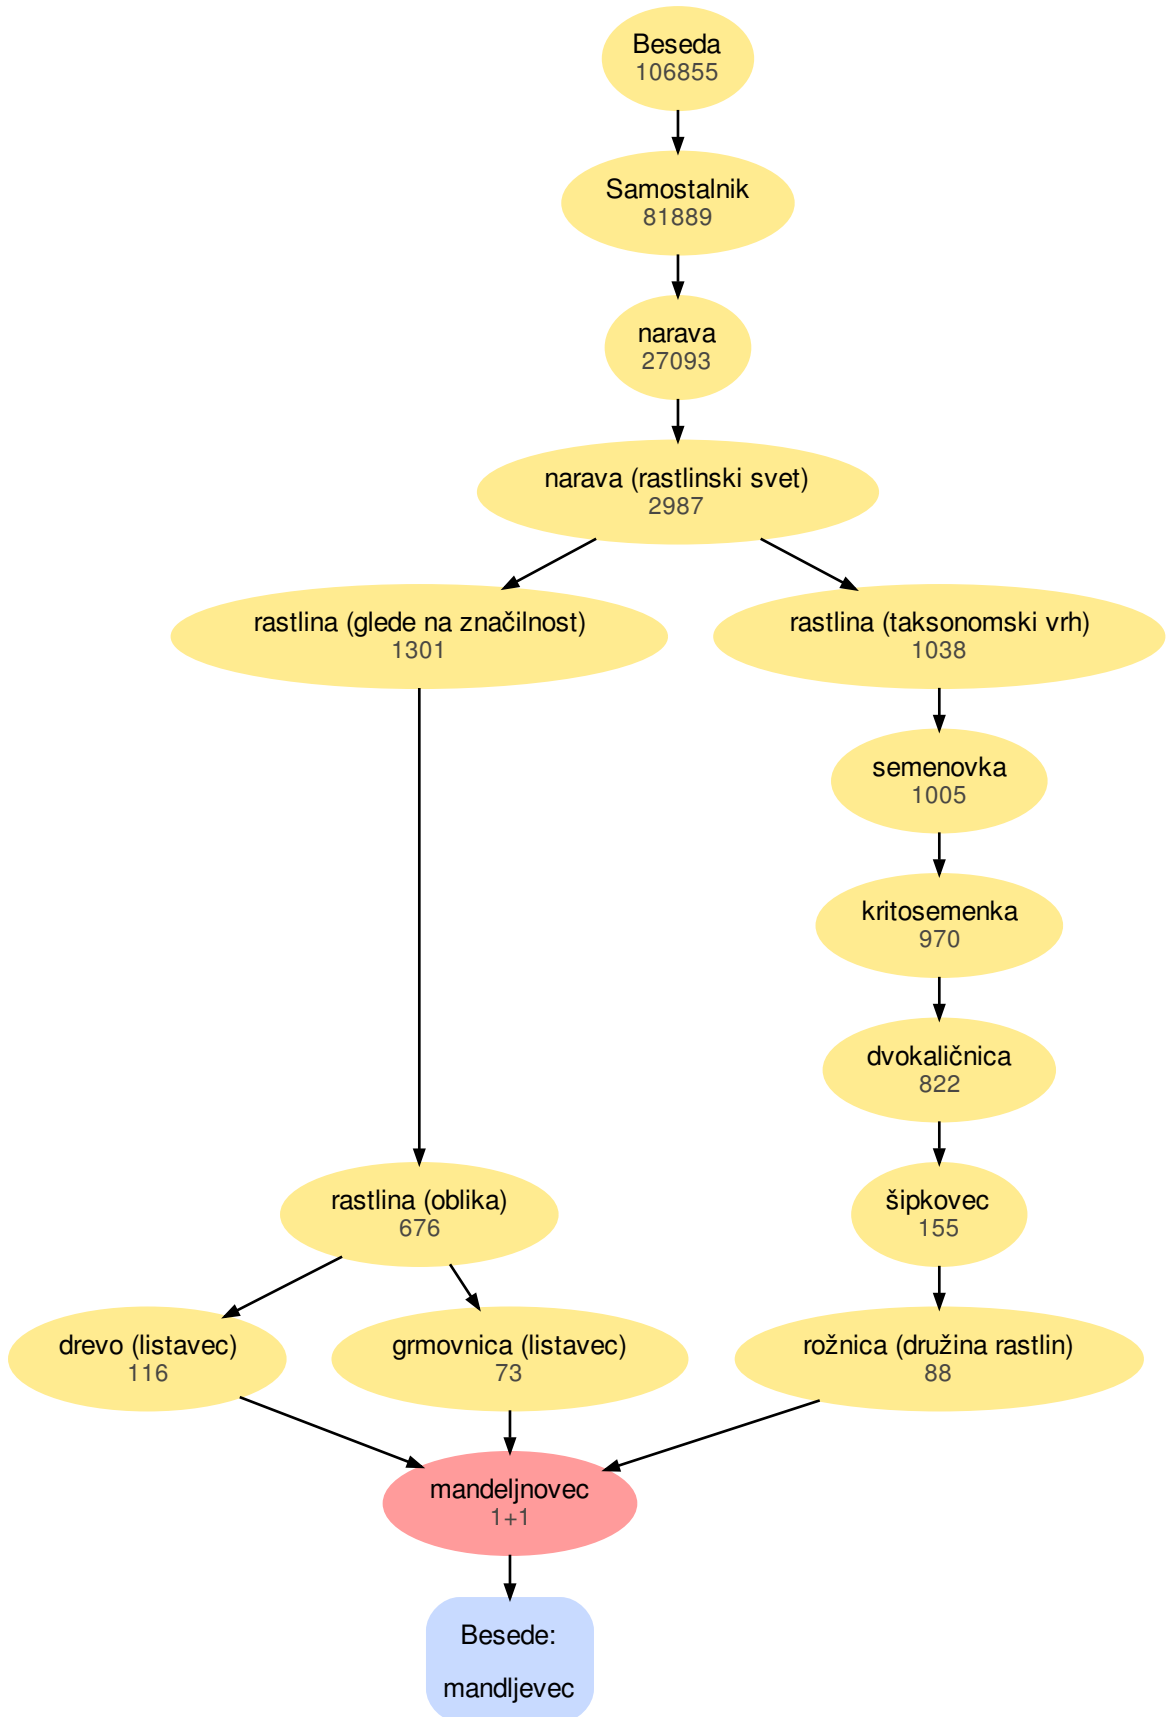 Beseda
106855
Samostalnik
81889
narava
27093
narava (rastlinski svet)
2987
rastlina (glede na značilnost)
1301
rastlina (taksonomski vrh)
1038
semenovka
1005
kritosemenka
970
dvokaličnica
822
rastlina (oblika)
676
šipkovec
155
drevo (listavec)
116
grmovnica (listavec)
73
rožnica (družina rastlin)
88
mandeljnovec
1+1
Besede:
mandljevec